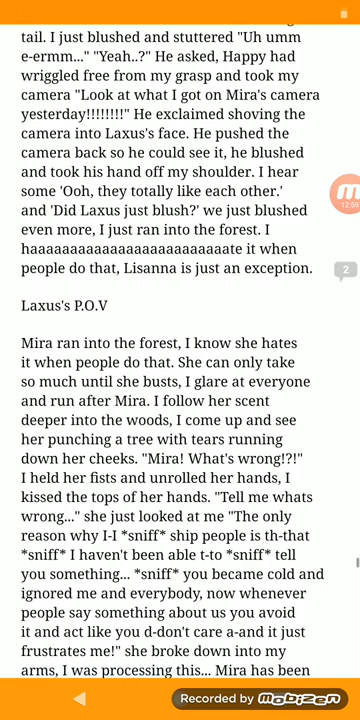 tail. I just blushed and stuttered "Uh umm
e-ermm..." "Yeah..?" He asked, Happy had
wriggled free from my grasp and took my
camera "Look at what I got on Mira's camera
yesterday!!!!!!!!" He exclaimed shoving the
camera into Laxus's face. He pushed the
camera back so he could see it, he blushed
and took his hand off my shoulder. I hear
some 'Ooh, they totally like each other.'
and 'Did Laxus just blush?' we just blushed
even more, I just ran into the forest. I
haaaaaaaaaaaaaaaaaaaaaaaaaate it when
people do that, Lisanna is just an exception.
Laxus's P.O.V
Mira ran into the forest, I know she hates
it when people do that. She can only take
so much until she busts, I glare at everyone
and run after Mira. I follow her scent
deeper into the woods, I come up and see
her punching a tree with tears running
down her cheeks. "Mira! What's wrong!?!"
I held her fists and unrolled her hands, I
kissed the tops of her hands. "Tell me whats
wrong..." she just looked at me "The only
reason why I-I *sniff* ship people is th-that
*sniff* I haven't been able t-to *sniff* tell
you something... *sniff* you became cold and
ignored me and everybody, now whenever
people say something about us you avoid
it and act like you d-don't care a-and it just
frustrates me!" she broke down into my
arms, I was processing this... Mira has been
12:59
2
Recorded by mobizen